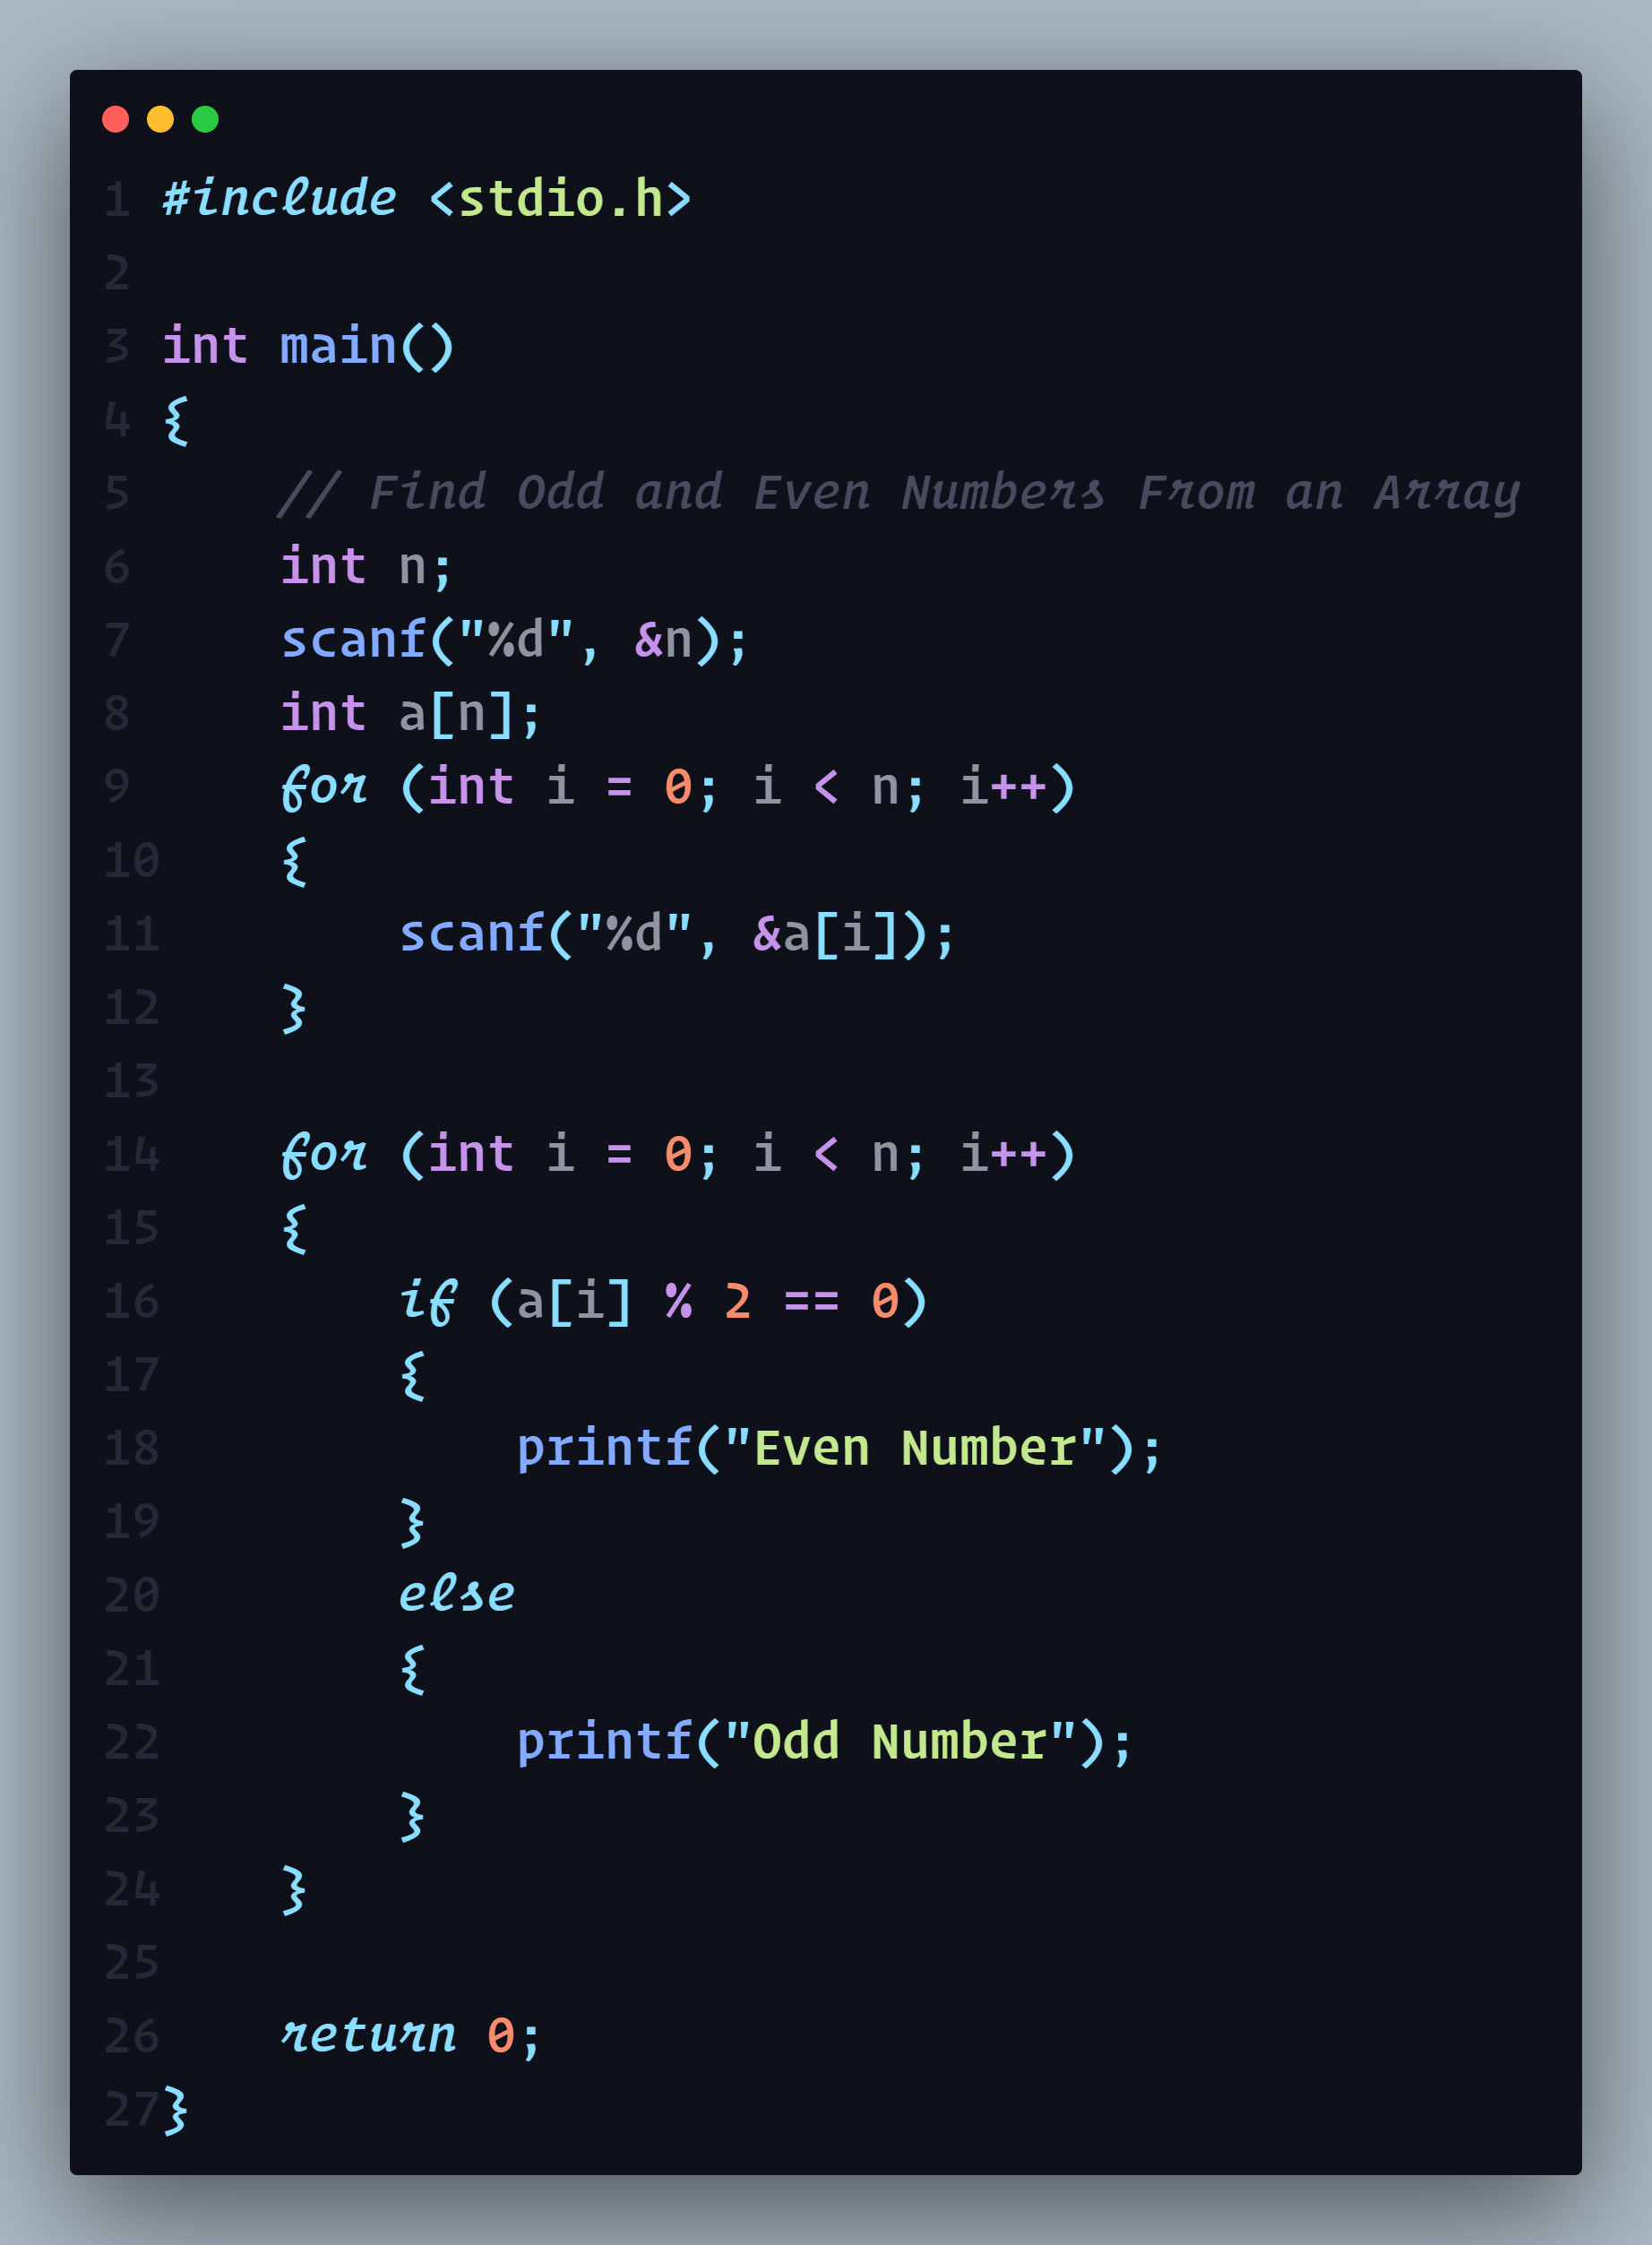 1 #include <stdio.h>
2
3 int main()
4 {
5     // Find Odd and Even Numbers From an Array
6     int n;
7     scanf("%d", &n);
8     int a[n];
9     for (int i = 0; i < n; i++)
10     {
11         scanf("%d", &a[i]);
12     }
13
14     for (int i = 0; i < n; i++)
15     {
16         if (a[i] % 2 == 0)
17         {
18             printf("Even Number");
19         }
20         else
21         {
22             printf("Odd Number");
23         }
24     }
25
26     return 0;
27 }